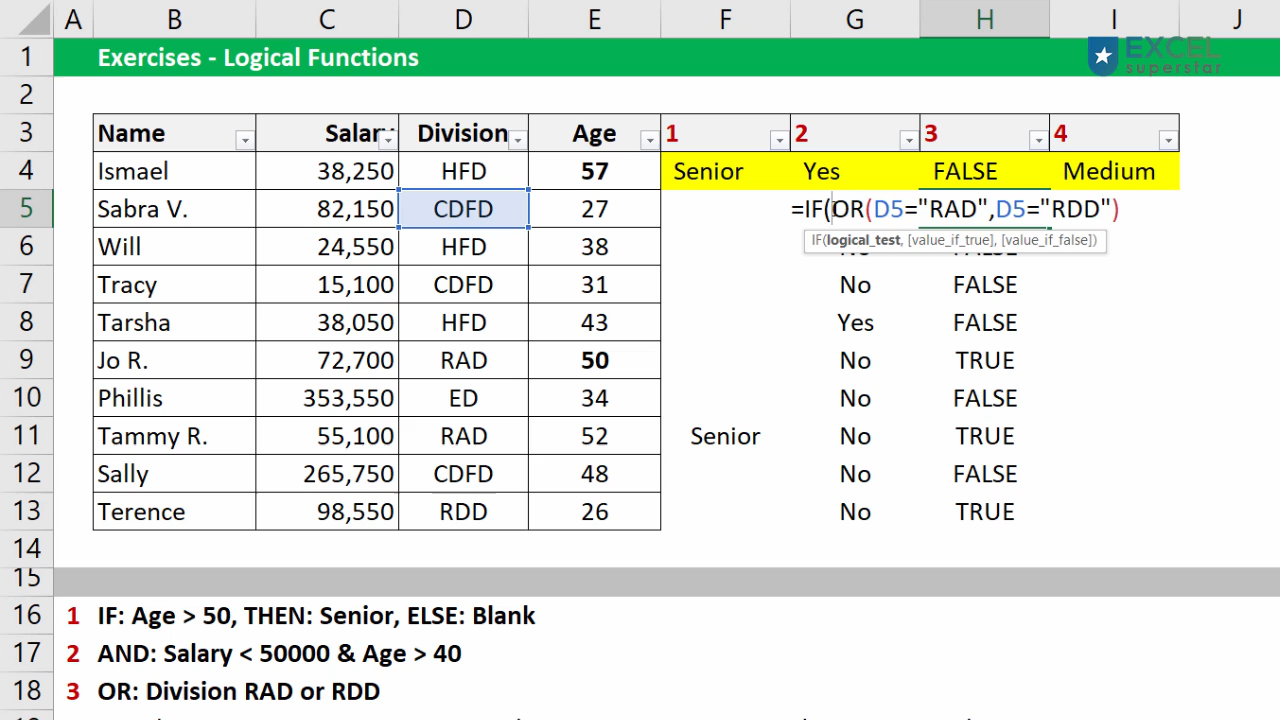 A B C D E F G H I J
1 Exercises - Logical Functions EXCEL superstar
2
3 Name Salary Division Age 1 2 3 4
4 Ismael 38,250 HFD 57 Senior Yes FALSE Medium
5 Sabra V. 82,150 CDFD 27 =IF(OR(D5="RAD",D5="RDD")
IF(logical_test, [value_if_true], [value_if_false])
6 Will 24,550 HFD 38 No FALSE
7 Tracy 15,100 CDFD 31 No FALSE
8 Tarsha 38,050 HFD 43 Yes FALSE
9 Jo R. 72,700 RAD 50 No TRUE
10 Phillis 353,550 ED 34 No FALSE
11 Tammy R. 55,100 RAD 52 Senior No TRUE
12 Sally 265,750 CDFD 48 No FALSE
13 Terence 98,550 RDD 26 No TRUE
14
15
16 1 IF: Age > 50, THEN: Senior, ELSE: Blank
17 2 AND: Salary < 50000 & Age > 40
18 3 OR: Division RAD or RDD